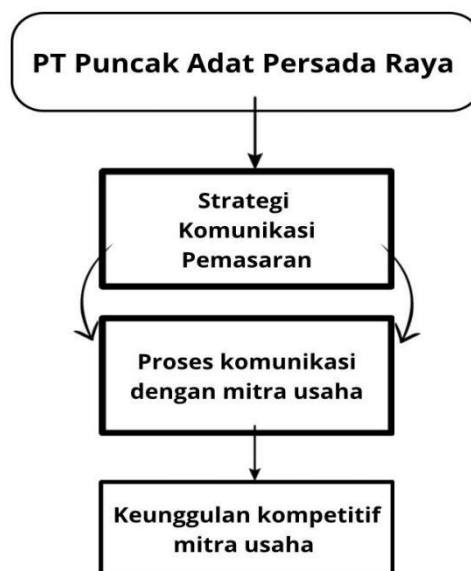 PT Puncak Adat Persada Raya
Strategi
Komunikasi
Pemasaran
Proses komunikasi
dengan mitra usaha
Keunggulan kompetitif
mitra usaha